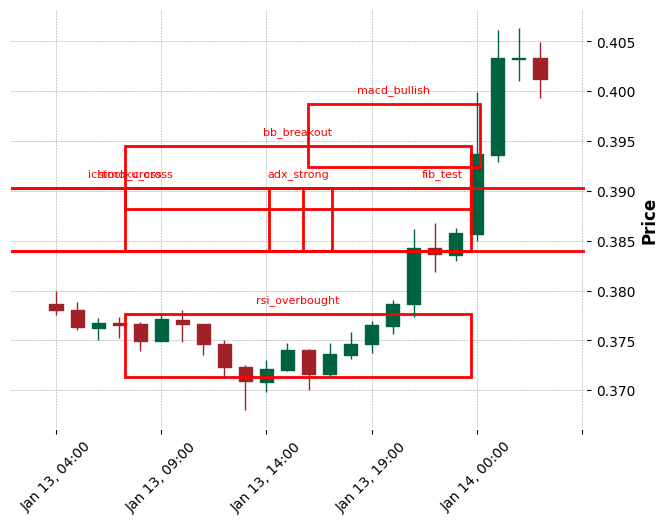 macd_bullish
bb_breakout
stoch_cross
adx_strong
fib_test
rsi_overbought
0.405
0.400
0.395
0.390
0.385
0.380
0.375
0.370
Price
Jan 13, 04:00
Jan 13, 09:00
Jan 13, 14:00
Jan 13, 19:00
Jan 14, 00:00